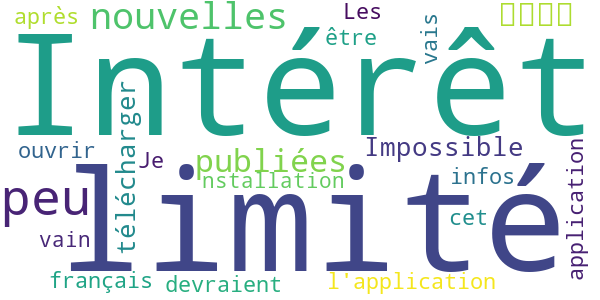 après
nouvelles
Les
être
vais
Intérêt
ouvrir
télécharger
Je
publiées
Impossible
nstallation
infos
peu
limité
cet
application
vain
français
devraient
l'application